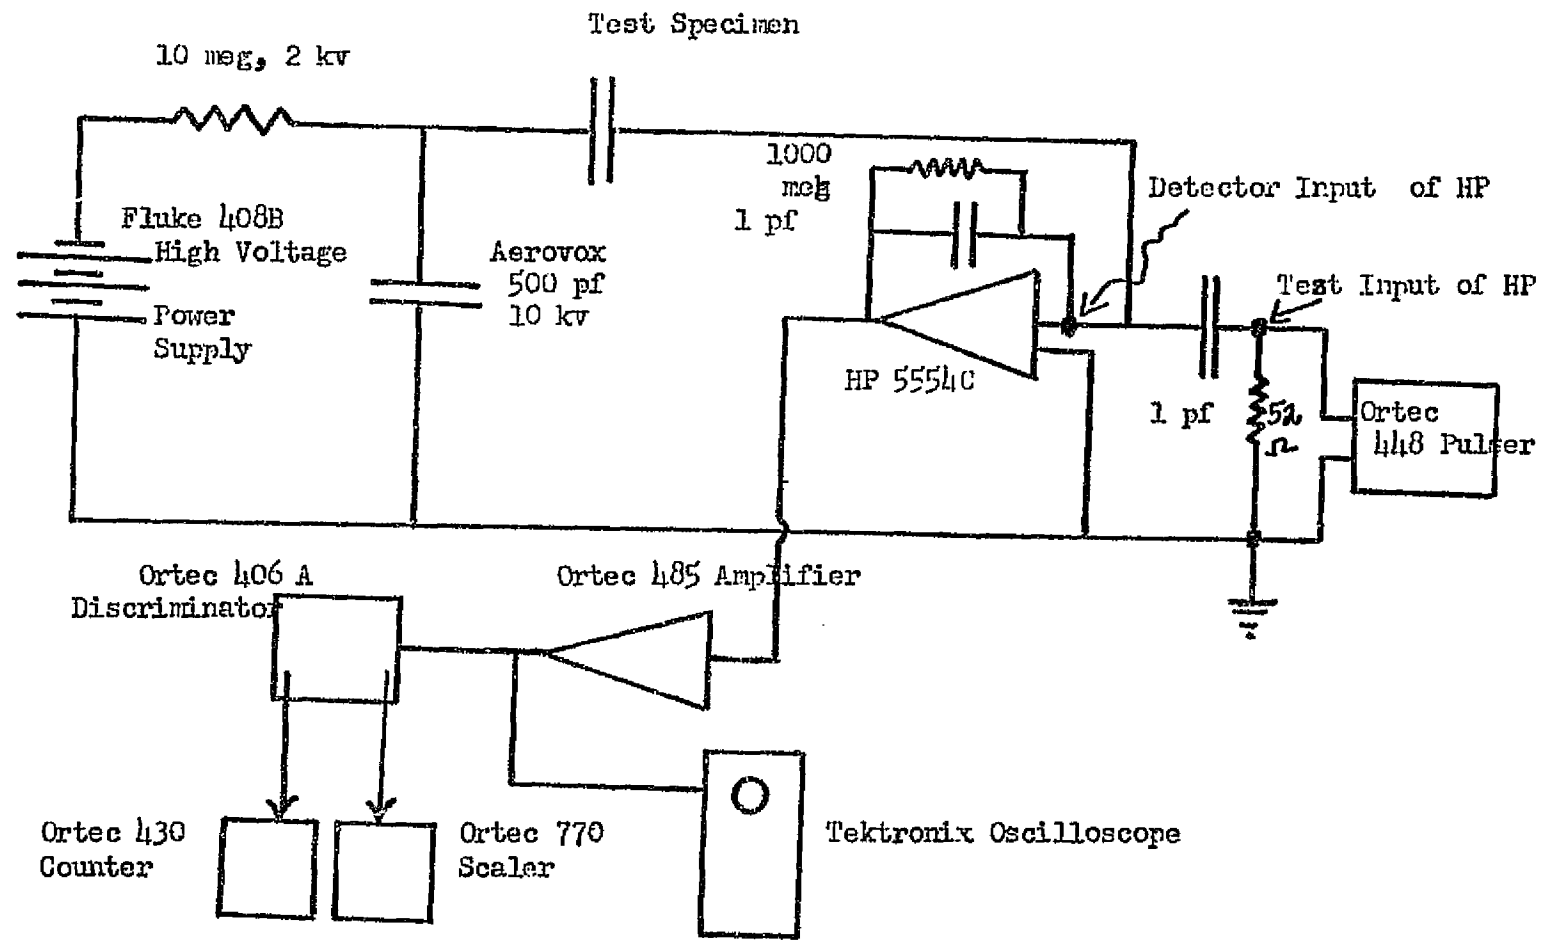 Test Specimen
10 meg, 2 kv
1000
meg
1 pf
Detector Input of HP
Fluke 408B
High Voltage
Power
Supply
Aerovox
500 pf
10 kv
Test Input of HP
HP 5554C
1 pf
52
Ω
Ortec
448 Pulser
Ortec 406 A
Discriminator
Ortec 485 Amplifier
Ortec 430
Counter
Ortec 770
Scaler
Tektronix Oscilloscope